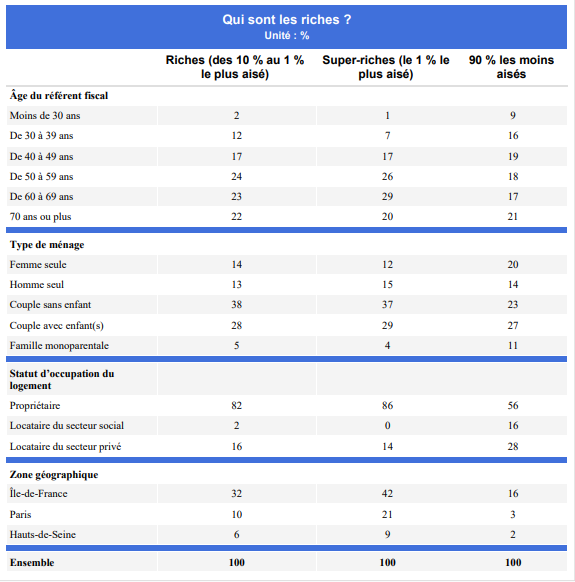 Qui sont les riches ?
Unité : %
Riches (des 10 % au 1 % le plus aisé) Super-riches (le 1 % le plus aisé) 90 % les moins aisés
Âge du référent fiscal
Moins de 30 ans 2 1 9
De 30 à 39 ans 12 7 16
De 40 à 49 ans 17 17 19
De 50 à 59 ans 24 26 18
De 60 à 69 ans 23 29 17
70 ans ou plus 22 20 21
Type de ménage
Femme seule 14 12 20
Homme seul 13 15 14
Couple sans enfant 38 37 23
Couple avec enfant(s) 28 29 27
Famille monoparentale 5 4 11
Statut d’occupation du
logement
Propriétaire 82 86 56
Locataire du secteur social 2 0 16
Locataire du secteur privé 16 14 28
Zone géographique
Île-de-France 32 42 16
Paris 10 21 3
Hauts-de-Seine 6 9 2
Ensemble 100 100 100